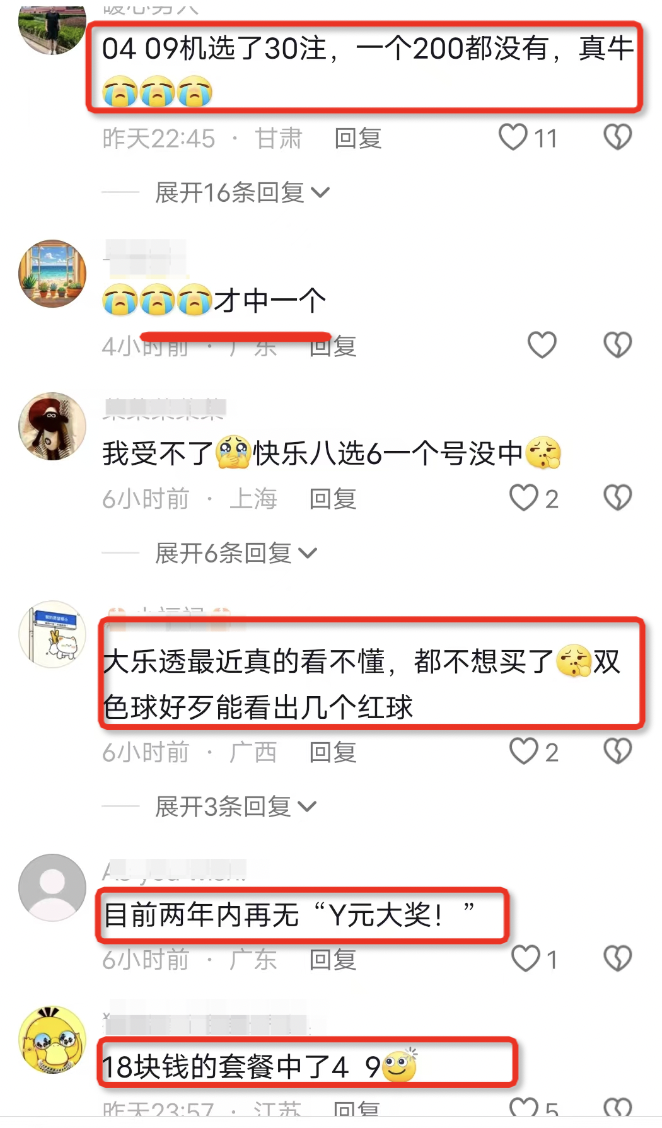 04 09机选了30注，一个200都没有，真牛
😭😭😭
昨天22:45 · 甘肃 回复 11
展开16条回复
😭😭😭才中一个
4小时前 · 广东 回复
我受不了🥹快乐八选6一个号没中😮‍💨
6小时前 · 上海 回复 2
展开6条回复
大乐透最近真的看不懂，都不想买了😮‍💨双
色球好歹能看出几个红球
6小时前 · 广西 回复 2
展开3条回复
目前两年内再无“Y元大奖！”
6小时前 · 广东 回复 1
18块钱的套餐中了4 9😉
昨天23:57 · 江苏 回复 5